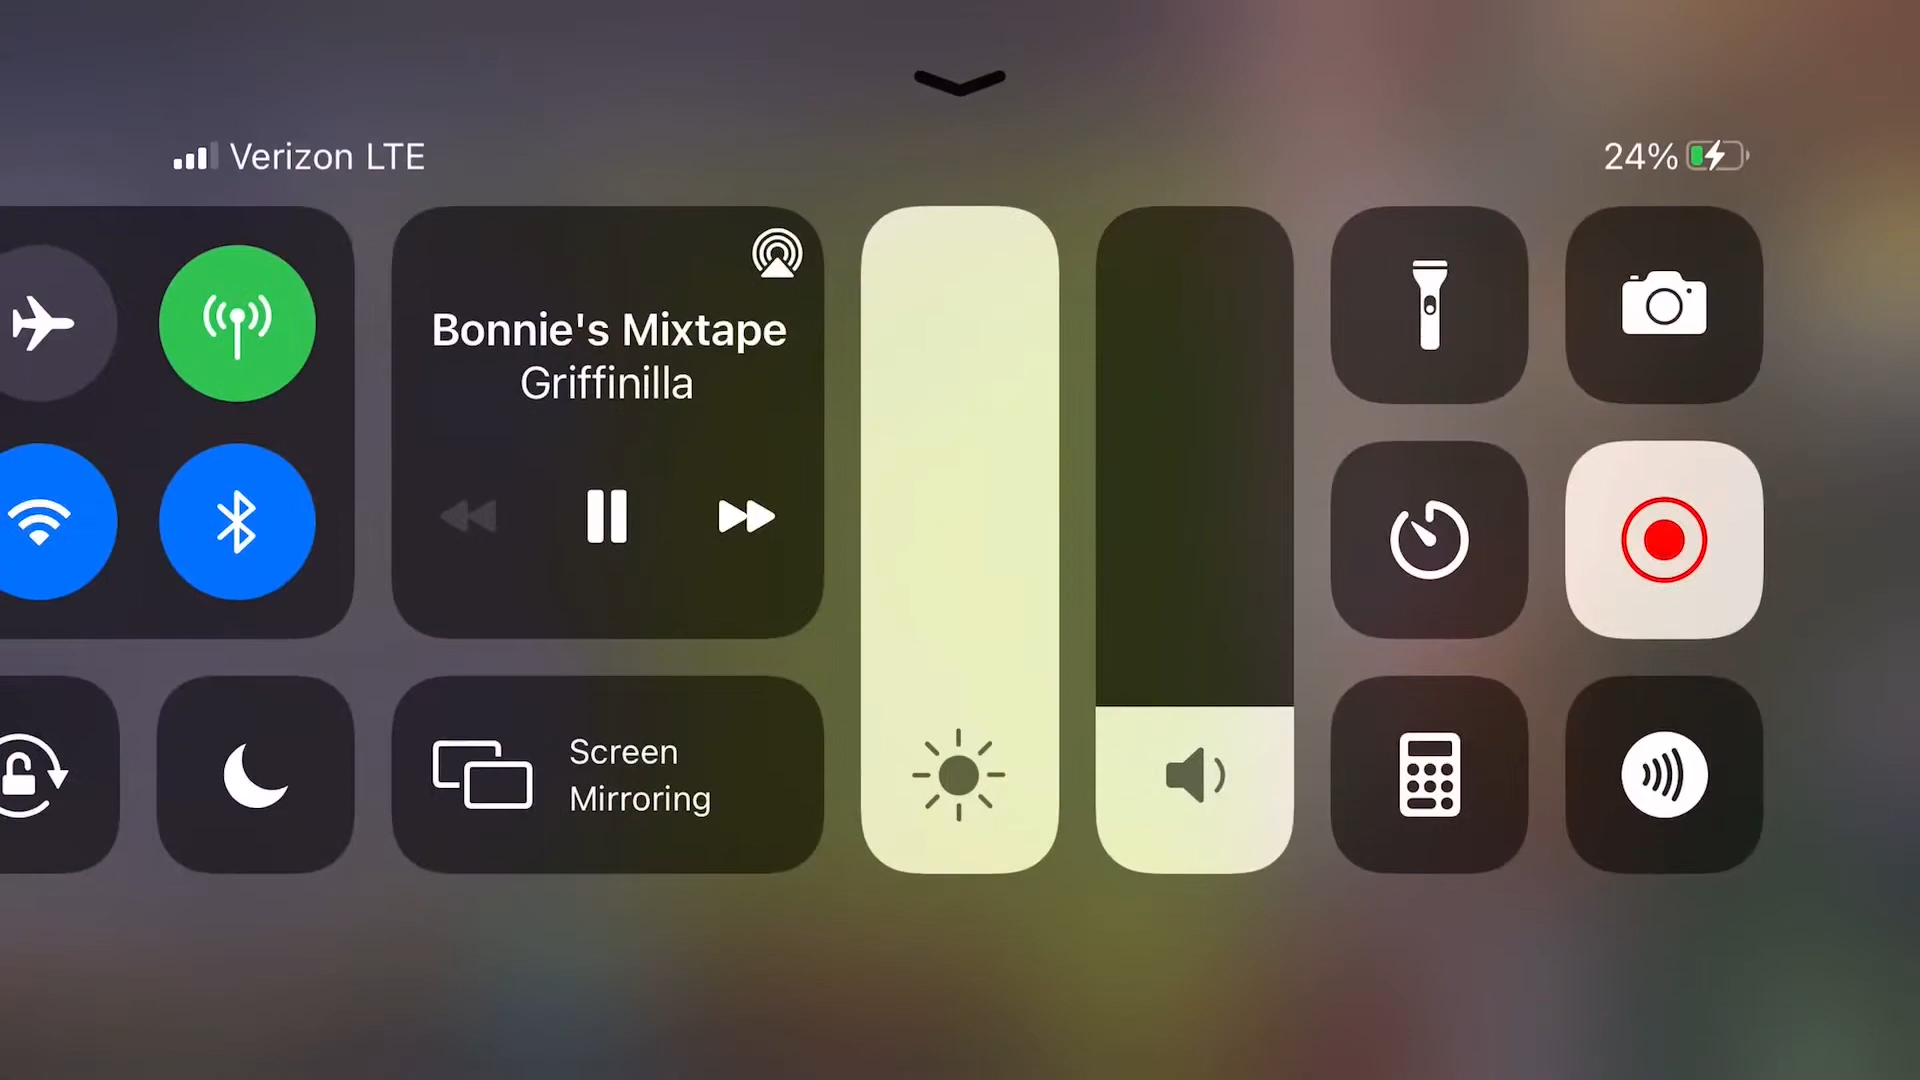 Verizon LTE
24%
Bonnie's Mixtape
Griffinilla
Screen
Mirroring